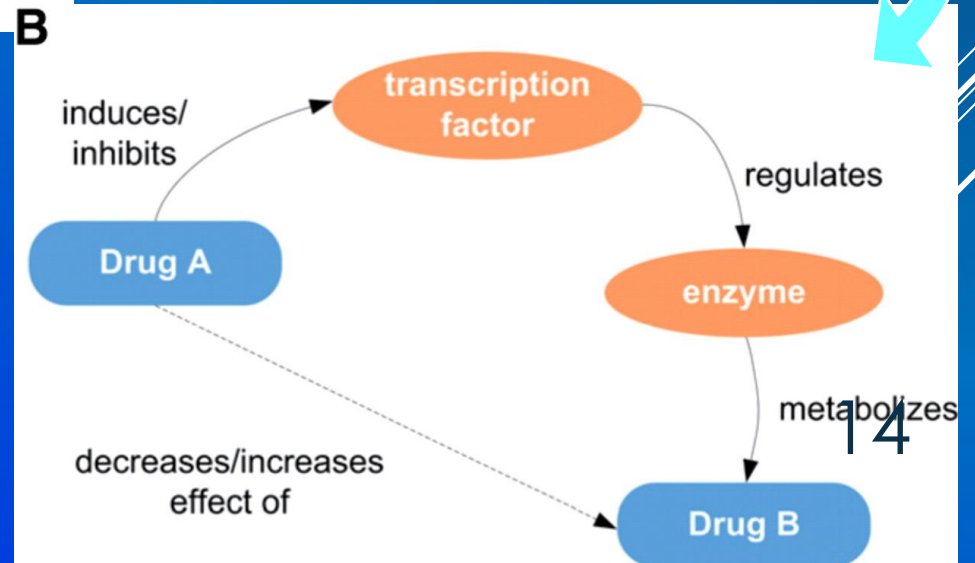 B
transcription
factor
induces/
inhibits
regulates
Drug A
enzyme
metabolizes
14
decreases/increases
effect of
Drug B